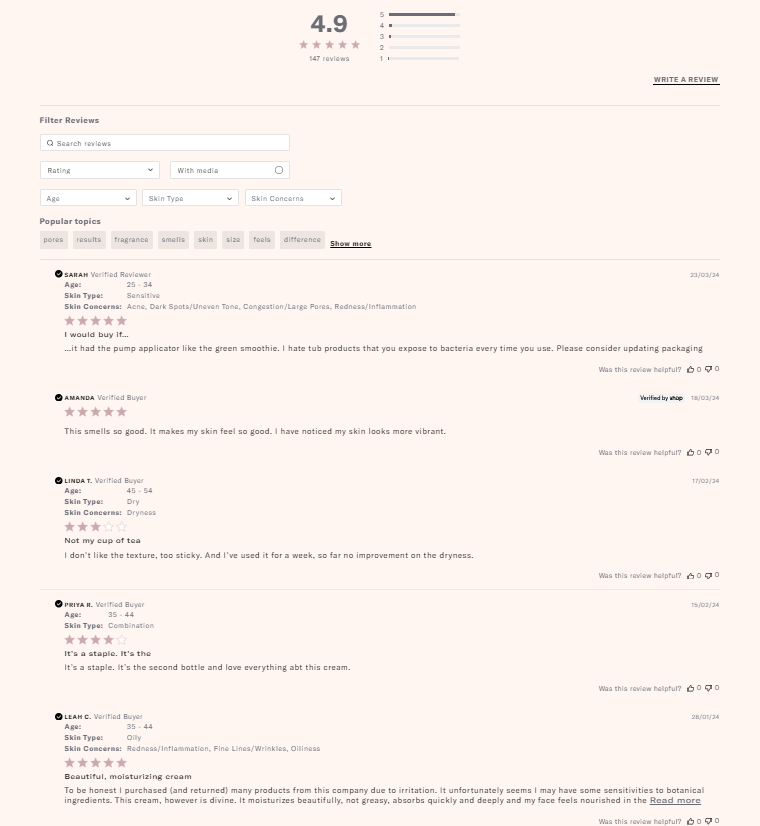 4.9
147 reviews
5
4
3
2
1
WRITE A REVIEW
Filter Reviews
Search reviews
Rating
With media
Age
Skin Type
Skin Concerns
Popular topics
pores results fragrance smells skin size feels difference Show more
SARAH Verified Reviewer 23/03/24
Age: 25 - 34
Skin Type: Sensitive
Skin Concerns: Acne, Dark Spots/Uneven Tone, Congestion/Large Pores, Redness/Inflammation
I would buy if...
...it had the pump applicator like the green smoothie. I hate tub products that you expose to bacteria every time you use. Please consider updating packaging
Was this review helpful? 0 0
AMANDA Verified Buyer Verified by shop 18/03/24
This smells so good. It makes my skin feel so good. I have noticed my skin looks more vibrant.
Was this review helpful? 0 0
LINDA T. Verified Buyer 17/02/24
Age: 45 - 54
Skin Type: Dry
Skin Concerns: Dryness
Not my cup of tea
I don't like the texture, too sticky. And I've used it for a week, so far no improvement on the dryness.
Was this review helpful? 0 0
PRIYA R. Verified Buyer 15/02/24
Age: 35 - 44
Skin Type: Combination
It's a staple. It's the
It's a staple. It's the second bottle and love everything abt this cream.
Was this review helpful? 0 0
LEAH C. Verified Buyer 28/01/24
Age: 35 - 44
Skin Type: Oily
Skin Concerns: Redness/Inflammation, Fine Lines/Wrinkles, Oiliness
Beautiful, moisturizing cream
To be honest I purchased (and returned) many products from this company due to irritation. It unfortunately seems I may have some sensitivities to botanical
ingredients. This cream, however is divine. It moisturizes beautifully, not greasy, absorbs quickly and deeply and my face feels nourished in the Read more
Was this review helpful? 0 0